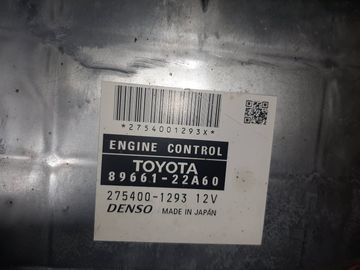 *2754001293X*
ENGINE CONTROL
TOYOTA
89661-22A60
275400-1293 12V
DENSO MADE IN JAPAN